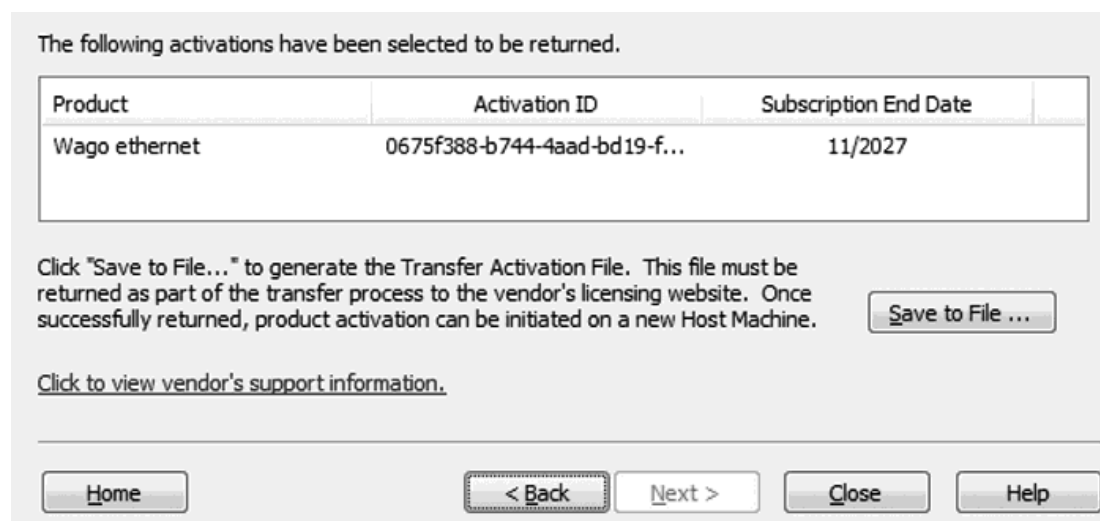 The following activations have been selected to be returned.
Product Activation ID Subscription End Date
Wago ethernet 0675f388-b744-4aad-bd19-f... 11/2027
Click "Save to File..." to generate the Transfer Activation File. This file must be
returned as part of the transfer process to the vendor's licensing website. Once
successfully returned, product activation can be initiated on a new Host Machine.
Save to File ...
Click to view vendor's support information.
Home < Back Next > Close Help